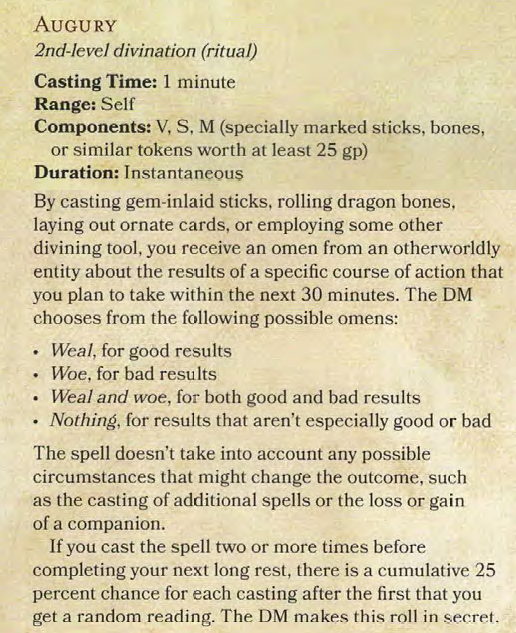 AUGURY
2nd-level divination (ritual)
Casting Time: 1 minute
Range: Self
Components: V, S, M (specially marked sticks, bones,
or similar tokens worth at least 25 gp)
Duration: Instantaneous
By casting gem-inlaid sticks, rolling dragon bones,
laying out ornate cards, or employing some other
divining tool, you receive an omen from an otherworldly
entity about the results of a specific course of action that
you plan to take within the next 30 minutes. The DM
chooses from the following possible omens:
• Weal, for good results
• Woe, for bad results
• Weal and woe, for both good and bad results
• Nothing, for results that aren't especially good or bad
The spell doesn't take into account any possible
circumstances that might change the outcome, such
as the casting of additional spells or the loss or gain
of a companion.
If you cast the spell two or more times before
completing your next long rest, there is a cumulative 25
percent chance for each casting after the first that you
get a random reading. The DM makes this roll in secret.